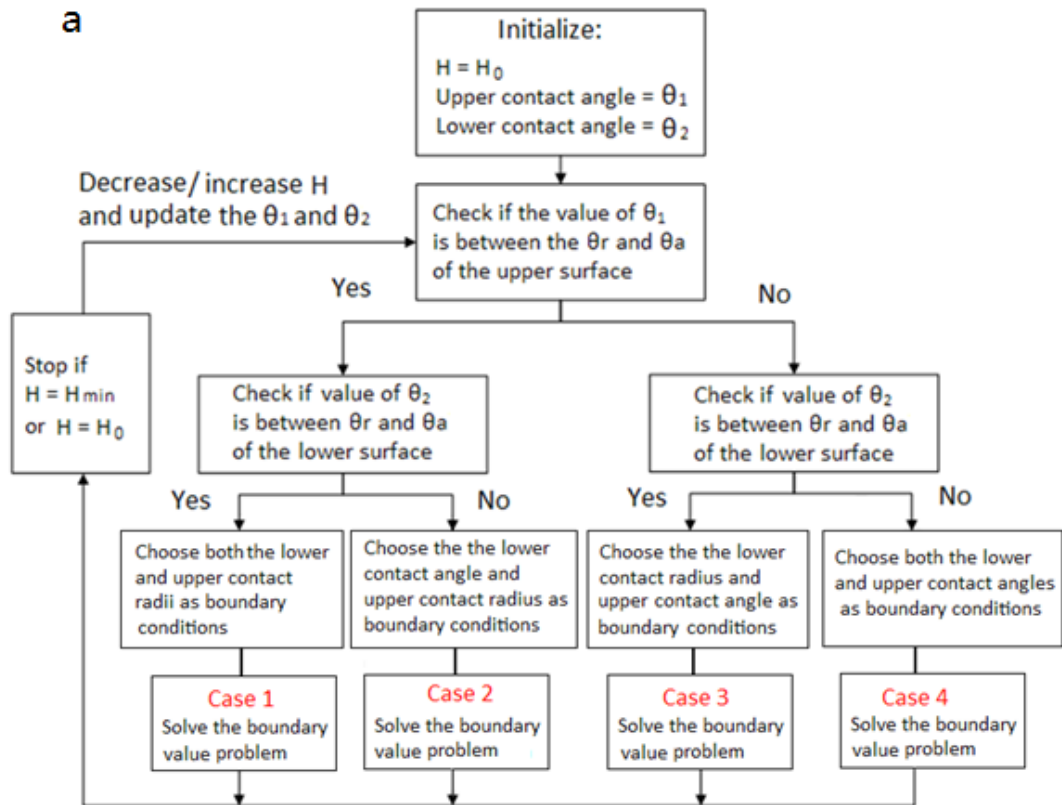 a
Initialize:
H = H₀
Upper contact angle = θ₁
Lower contact angle = θ₂
Decrease/ increase H
and update the θ₁ and θ₂
Check if the value of θ₁
is between the θr and θa
of the upper surface
Yes
No
Stop if
H = Hmin
or H = H₀
Check if value of θ₂
is between θr and θa
of the lower surface
Check if value of θ₂
is between θr and θa
of the lower surface
Yes
No
Yes
No
Choose both the lower
and upper contact
radii as boundary
conditions
Choose the the lower
contact angle and
upper contact radius as
boundary conditions
Choose the the lower
contact radius and
upper contact angle as
boundary conditions
Choose both the lower
and upper contact angles
as boundary conditions
Case 1
Solve the boundary
value problem
Case 2
Solve the boundary
value problem
Case 3
Solve the boundary
value problem
Case 4
Solve the boundary
value problem